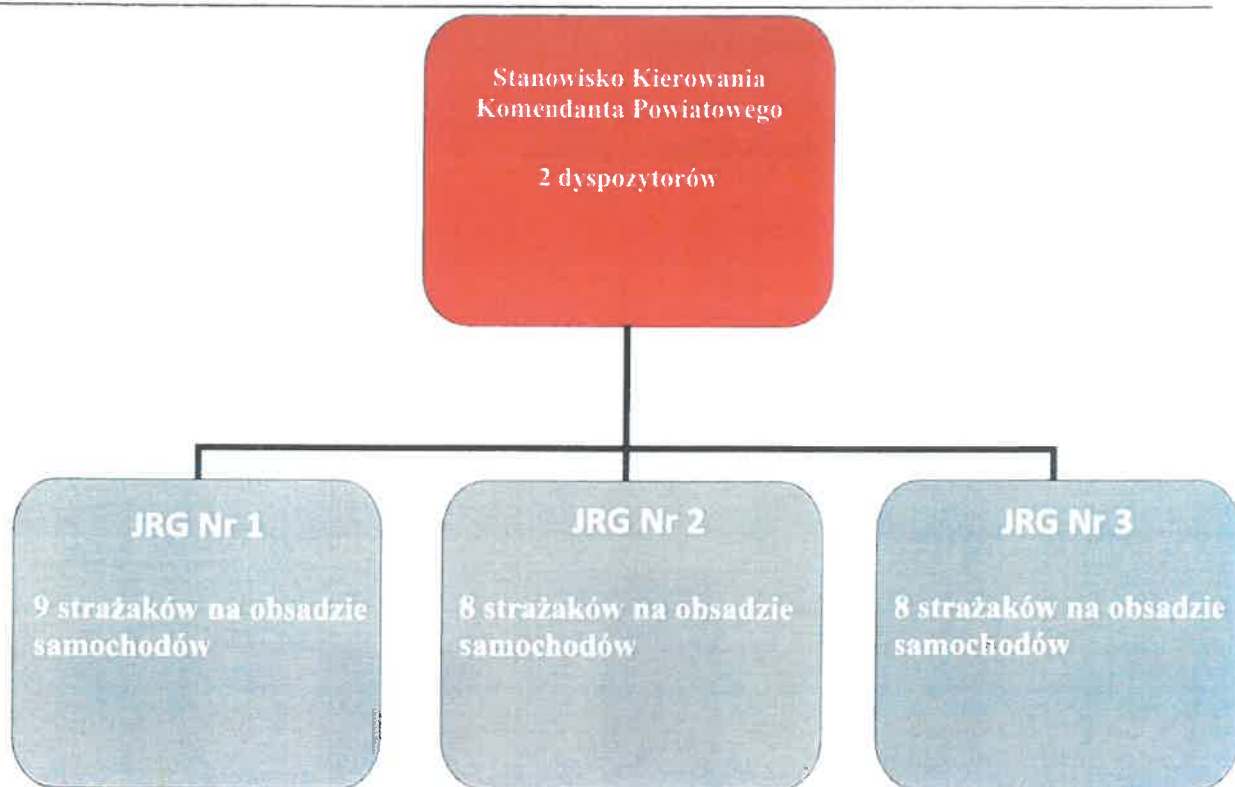 Stanowisko Kierowania
Komendanta Powiatowego
2 dyspozytorów
JRG Nr 1
9 strażaków na obsadzie
samochodów
JRG Nr 2
8 strażaków na obsadzie
samochodów
JRG Nr 3
8 strażaków na obsadzie
samochodów